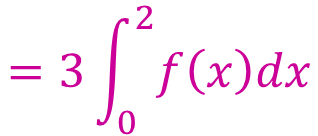 = 3 ∫₀² f(x)dx